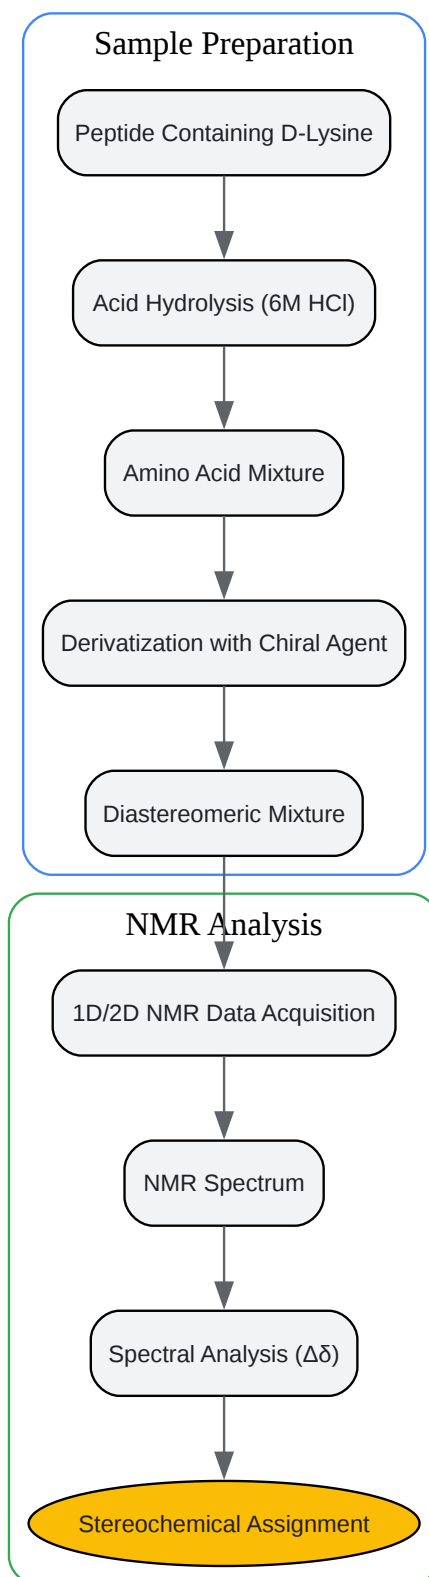 Sample Preparation
Peptide Containing D-Lysine
Acid Hydrolysis (6M HCl)
Amino Acid Mixture
Derivatization with Chiral Agent
Diastereomeric Mixture
NMR Analysis
1D/2D NMR Data Acquisition
NMR Spectrum
Spectral Analysis (Δδ)
Stereochemical Assignment